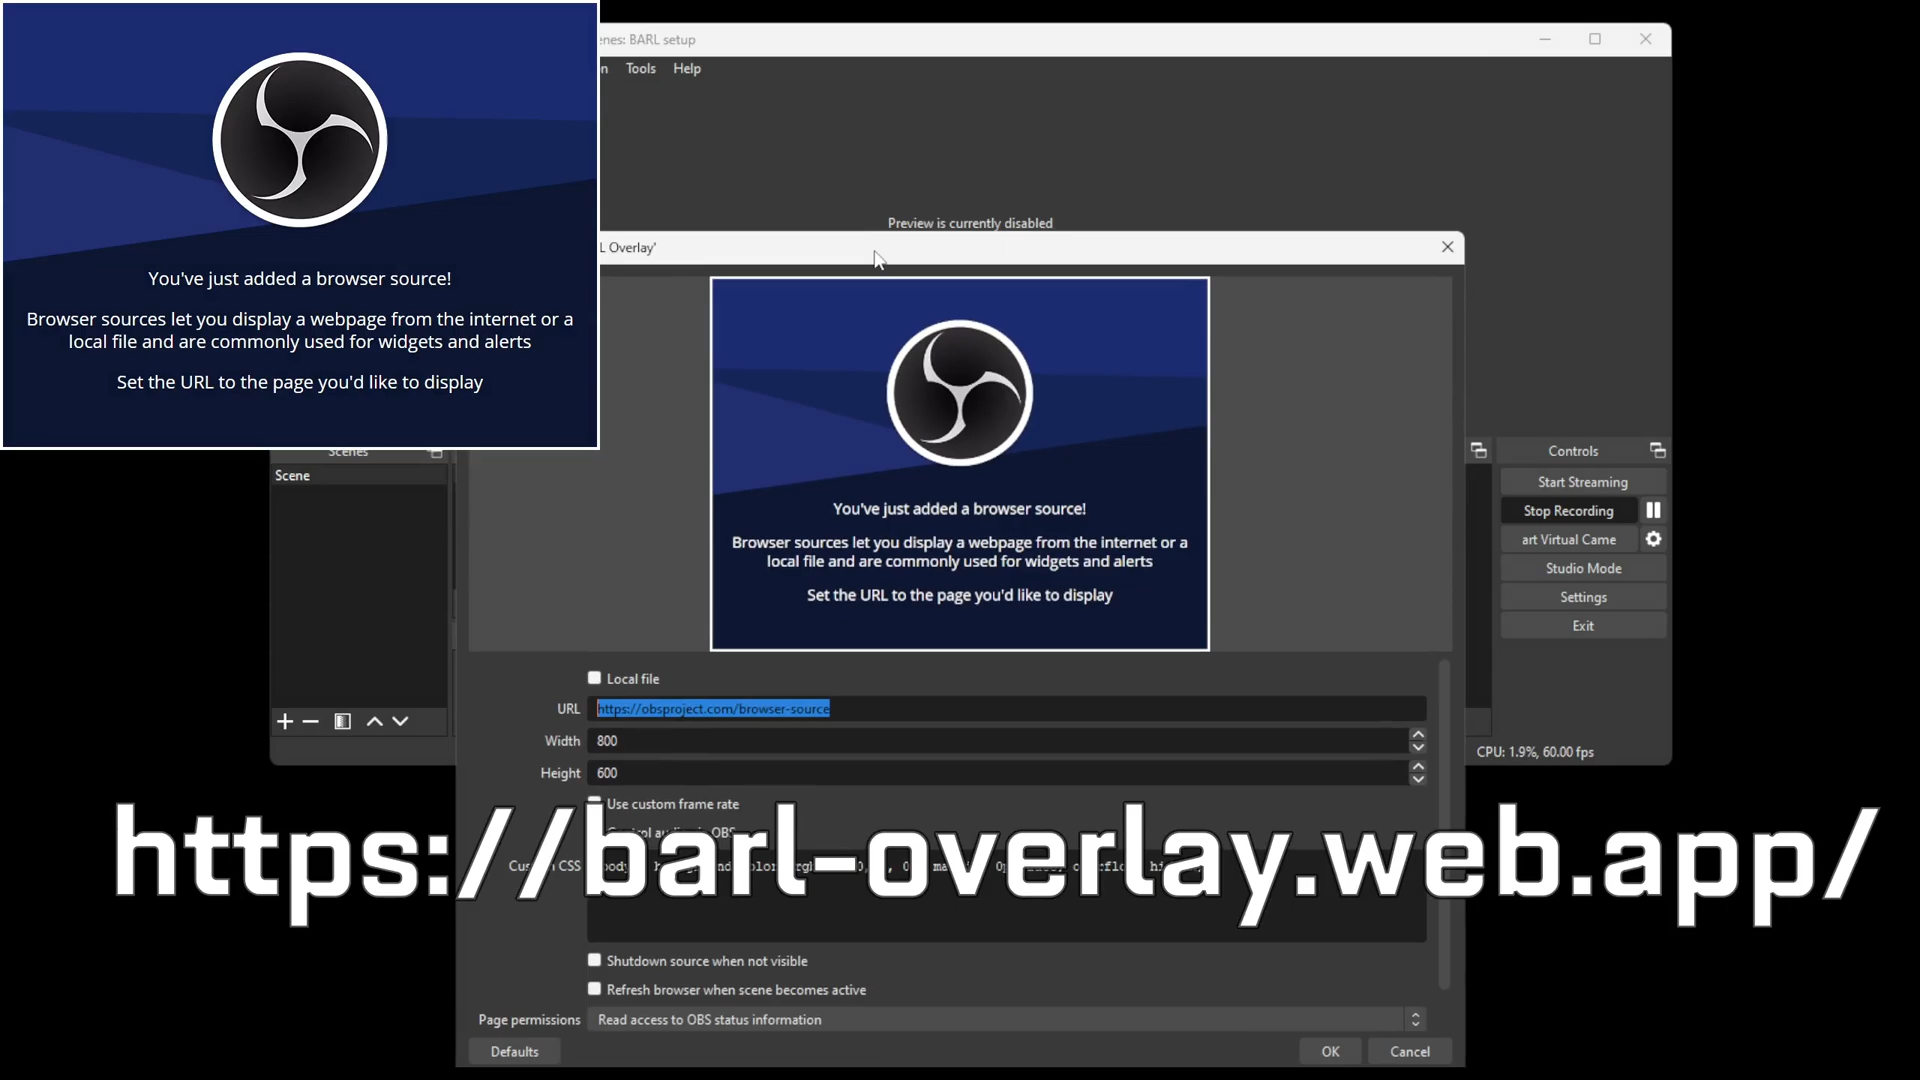 You've just added a browser source!
Browser sources let you display a webpage from the internet or a
local file and are commonly used for widgets and alerts
Set the URL to the page you'd like to display
BARL setup
Tools Help
Preview is currently disabled
Overlay'
You've just added a browser source!
Browser sources let you display a webpage from the internet or a
local file and are commonly used for widgets and alerts
Set the URL to the page you'd like to display
Scenes
Scene
Controls
Start Streaming
Stop Recording
art Virtual Came
Studio Mode
Settings
Exit
CPU: 1.9%, 60.00 fps
Local file
URL https://obsproject.com/browser-source
Width 800
Height 600
Use custom frame rate
https://barl-overlay.web.app/
CSS
Shutdown source when not visible
Refresh browser when scene becomes active
Page permissions Read access to OBS status information
Defaults OK Cancel